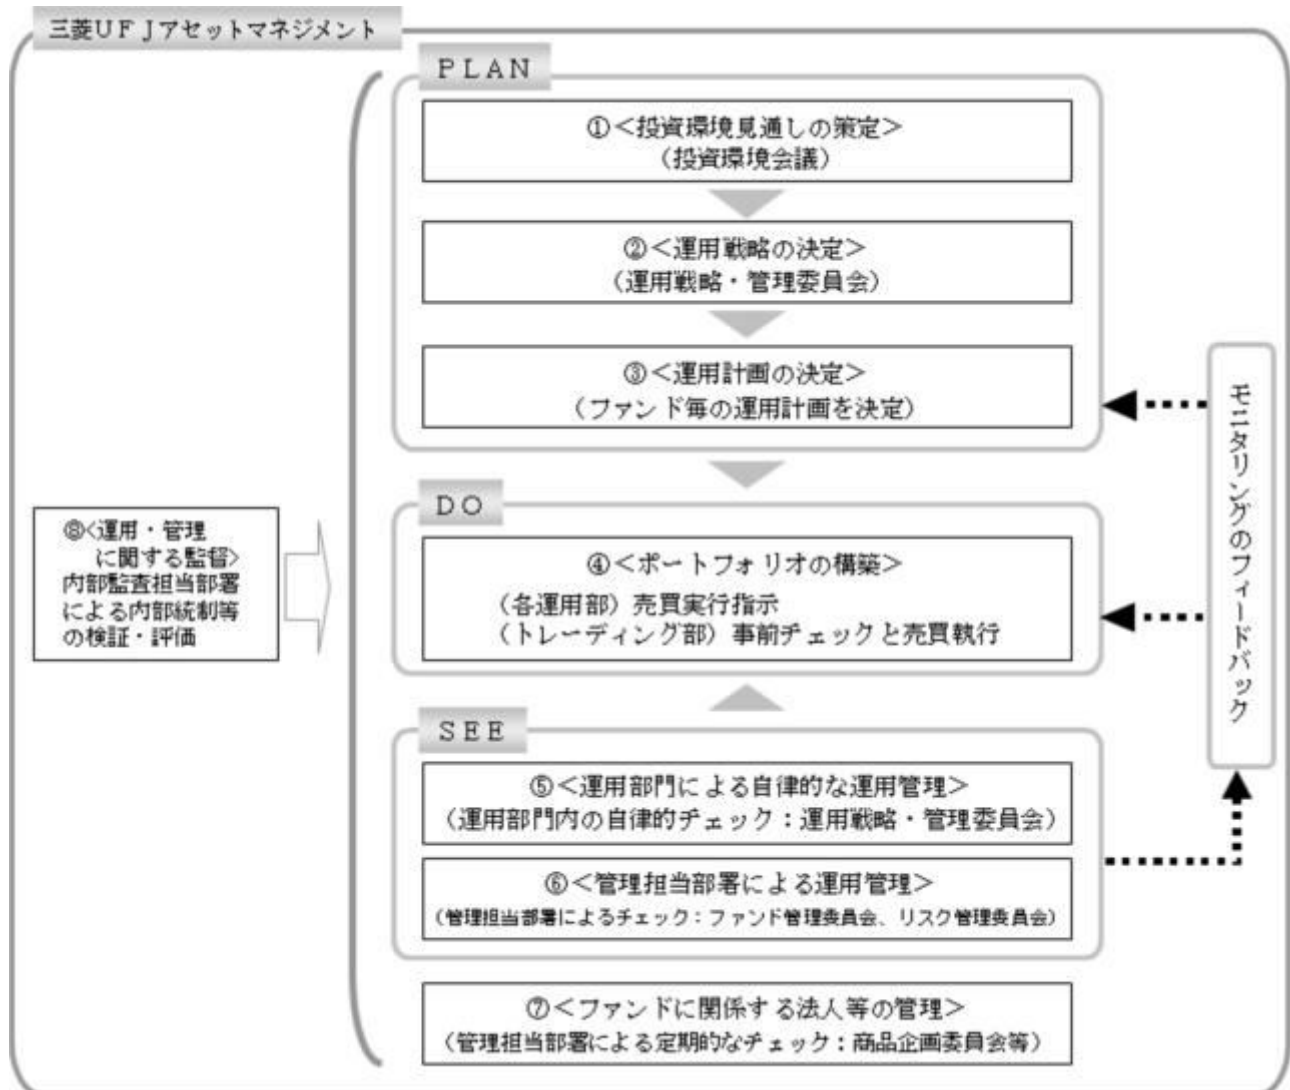 三菱ＵＦＪアセットマネジメント
ＰＬＡＮ
①＜投資環境見通しの策定＞
（投資環境会議）
②＜運用戦略の決定＞
（運用戦略・管理委員会）
③＜運用計画の決定＞
（ファンド毎の運用計画を決定）
ＤＯ
④＜ポートフォリオの構築＞
（各運用部）売買実行指示
（トレーディング部）事前チェックと売買執行
ＳＥＥ
⑤＜運用部門による自律的な運用管理＞
（運用部門内の自律的チェック：運用戦略・管理委員会）
⑥＜管理担当部署による運用管理＞
（管理担当部署によるチェック：ファンド管理委員会、リスク管理委員会）
⑦＜ファンドに関係する法人等の管理＞
（管理担当部署による定期的なチェック：商品企画委員会等）
⑧＜運用・管理
に関する監督＞
内部監査担当部署
による内部統制等
の検証・評価
モニタリングのフィードバック